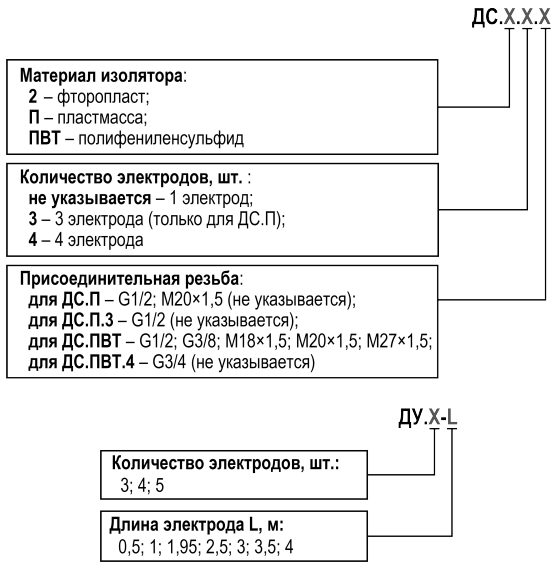 ДС.X.X.X
Материал изолятора:
2 – фторопласт;
П – пластмасса;
ПВТ – полифениленсульфид
Количество электродов, шт. :
не указывается – 1 электрод;
3 – 3 электрода (только для ДС.П);
4 – 4 электрода
Присоединительная резьба:
для ДС.П – G1/2; М20×1,5 (не указывается);
для ДС.П.3 – G1/2 (не указывается);
для ДС.ПВТ – G1/2; G3/8; М18×1,5; М20×1,5; М27×1,5;
для ДС.ПВТ.4 – G3/4 (не указывается)
ДУ.X-L
Количество электродов, шт.:
3; 4; 5
Длина электрода L, м:
0,5; 1; 1,95; 2,5; 3; 3,5; 4